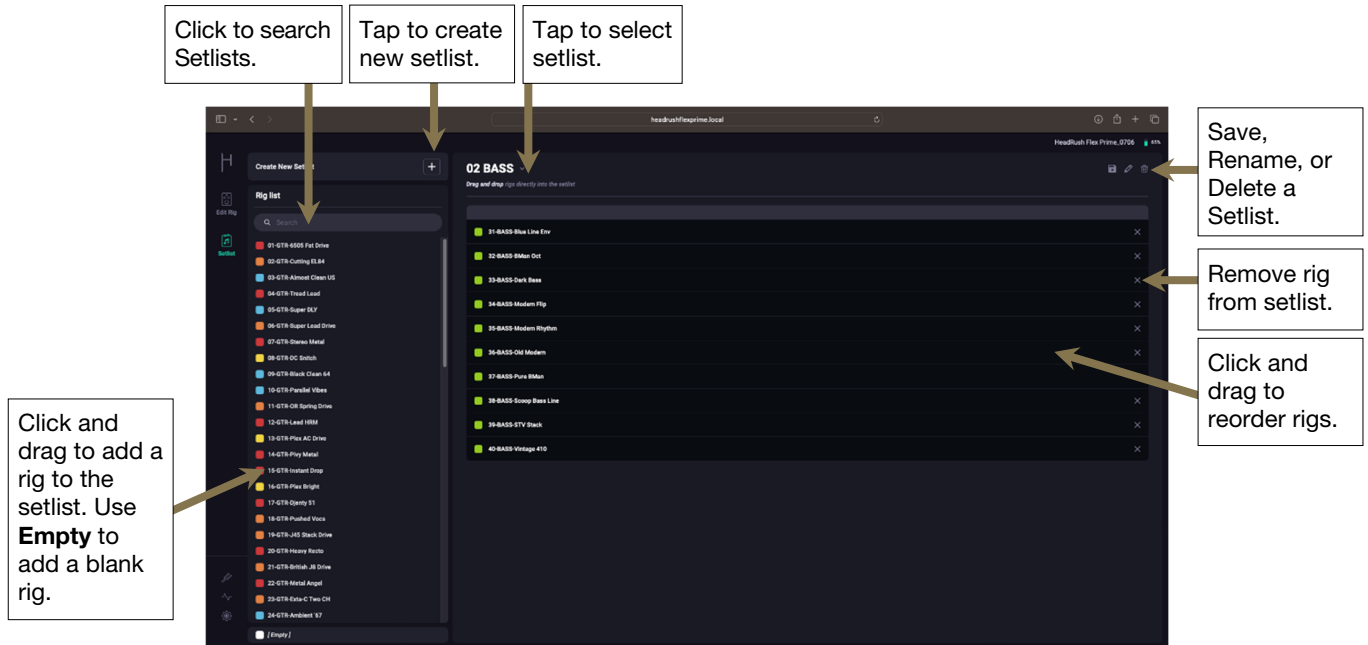 Click to search
Setlists.
Tap to create
new setlist.
Tap to select
setlist.
headrushflexprime.local
HeadRush Flex Prime_0706
61%
Save,
Rename, or
Delete a
Setlist.
Remove rig
from setlist.
Click and
drag to
reorder rigs.
Click and
drag to add a
rig to the
setlist. Use
Empty to
add a blank
rig.
Edit Rig
Setlist
Create New Setlist
Rig list
Search
01-GTR-6505 Fat Drive
02-GTR-Cutting EL84
03-GTR-Almost Clean US
04-GTR-Tread Lead
05-GTR-Super DLY
06-GTR-Super Lead Drive
07-GTR-Stereo Metal
08-GTR-DC Snitch
09-GTR-Black Clean 64
10-GTR-Parallel Vibes
11-GTR-OR Spring Drive
12-GTR-Lead HRM
13-GTR-Plex AC Drive
14-GTR-Pivy Metal
15-GTR-Instant Drop
16-GTR-Plax Bright
17-GTR-Djenty 51
18-GTR-Pushed Vocs
19-GTR-J45 Stack Drive
20-GTR-Heavy Recto
21-GTR-British J8 Drive
22-GTR-Metal Angel
23-GTR-Exta-C Two CH
24-GTR-Ambient '67
[ Empty ]
02 BASS
Drag and drop rigs directly into the setlist
31-BASS-Blue Line Env
32-BASS-BMan Oct
33-BASS-Dark Bass
34-BASS-Modern Flip
35-BASS-Modern Rhythm
36-BASS-Old Modern
37-BASS-Pure BMan
38-BASS-Scoop Bass Line
39-BASS-STV Stack
40-BASS-Vintage 410